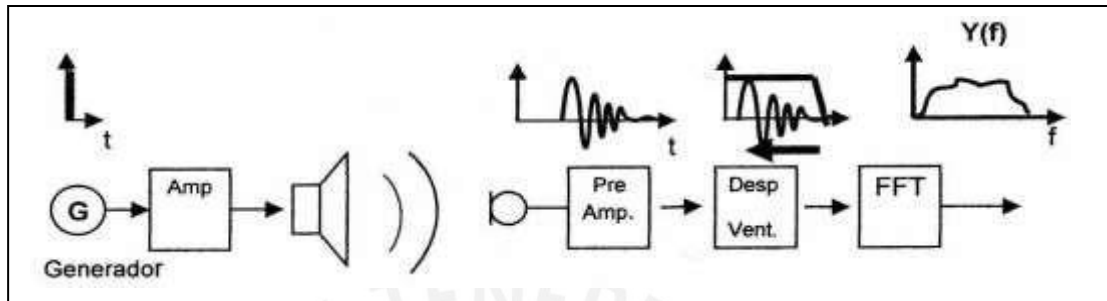 Y(f)
t
t
f
G
Amp
Pre
Amp.
Desp
Vent.
FFT
Generador